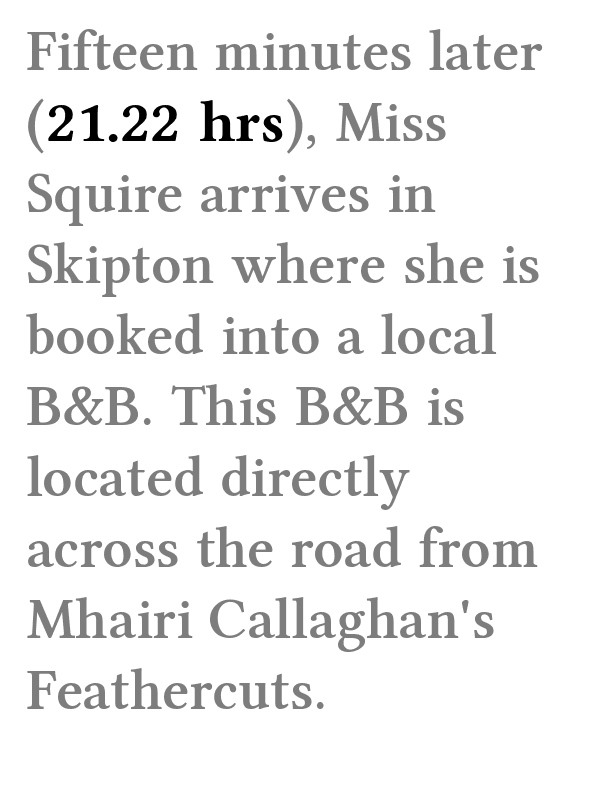 Fifteen minutes later
(21.22 hrs), Miss
Squire arrives in
Skipton where she is
booked into a local
B&B. This B&B is
located directly
across the road from
Mhairi Callaghan's
Feathercuts.